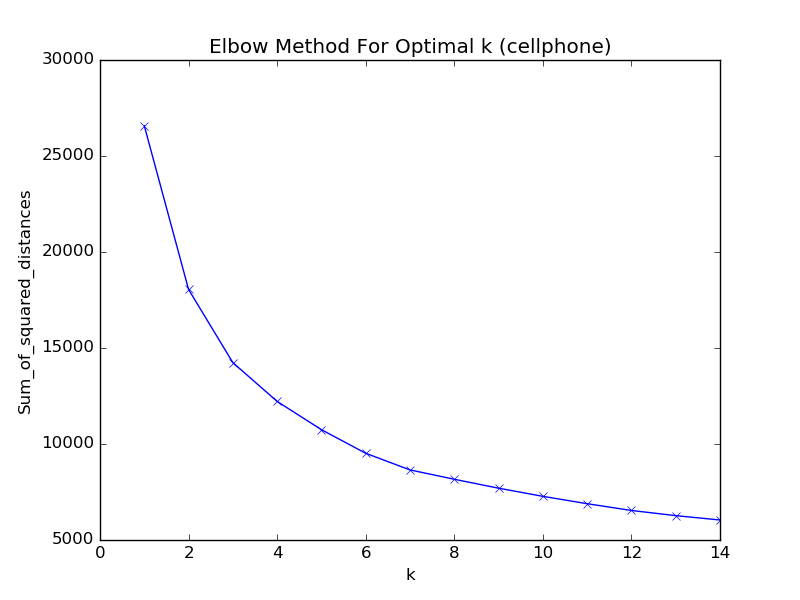 Elbow Method For Optimal k (cellphone)
30000
25000
20000
15000
10000
5000
Sum_of_squared_distances
0 2 4 6 8 10 12 14
k